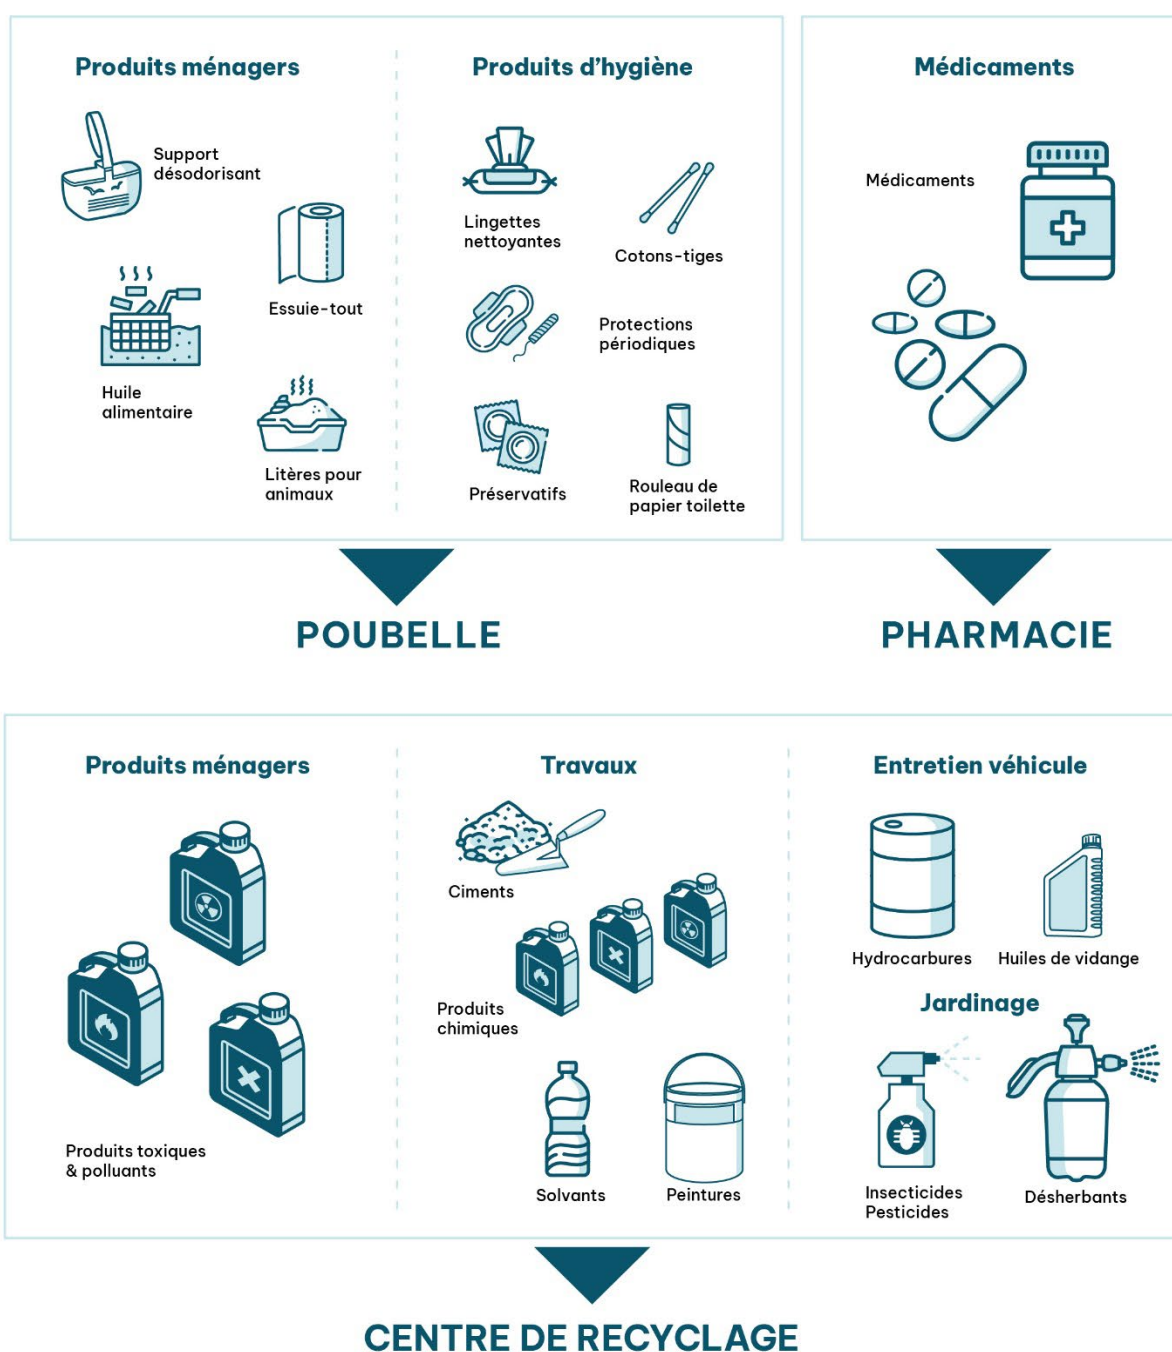 Produits ménagers
Support
désodorisant
Essuie-tout
Huile
alimentaire
Litères pour
animaux
Produits d'hygiène
Lingettes
nettoyantes
Cotons-tiges
Protections
périodiques
Préservatifs
Rouleau de
papier toilette
POUBELLE
Médicaments
Médicaments
PHARMACIE
Produits ménagers
Produits toxiques
& polluants
Travaux
Ciments
Produits
chimiques
Solvants
Peintures
Entretien véhicule
Hydrocarbures
Huiles de vidange
Jardinage
Insecticides
Pesticides
Désherbants
CENTRE DE RECYCLAGE